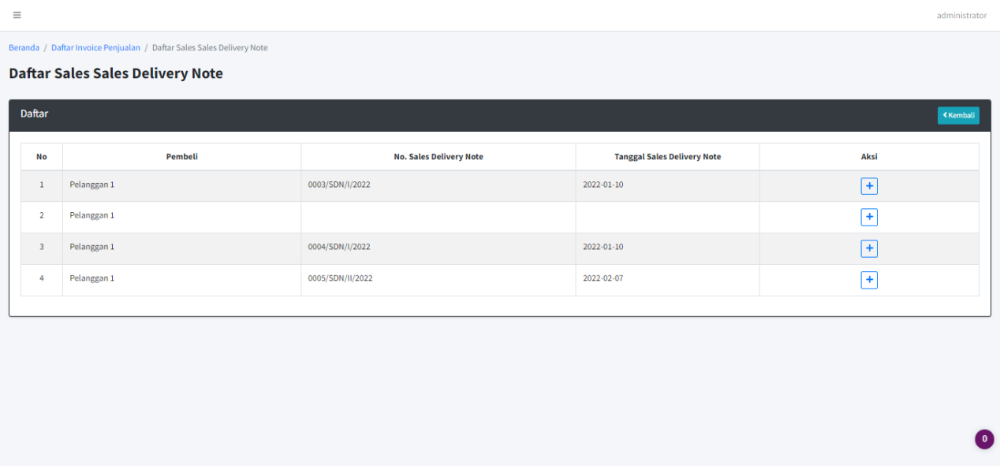 administrator
Beranda / Daftar Invoice Penjualan / Daftar Sales Sales Delivery Note
Daftar Sales Sales Delivery Note
Daftar
Kembali
No Pembeli No. Sales Delivery Note Tanggal Sales Delivery Note Aksi
1 Pelanggan 1 0003/SDN/I/2022 2022-01-10 +
2 Pelanggan 1 +
3 Pelanggan 1 0004/SDN/I/2022 2022-01-10 +
4 Pelanggan 1 0005/SDN/II/2022 2022-02-07 +
0